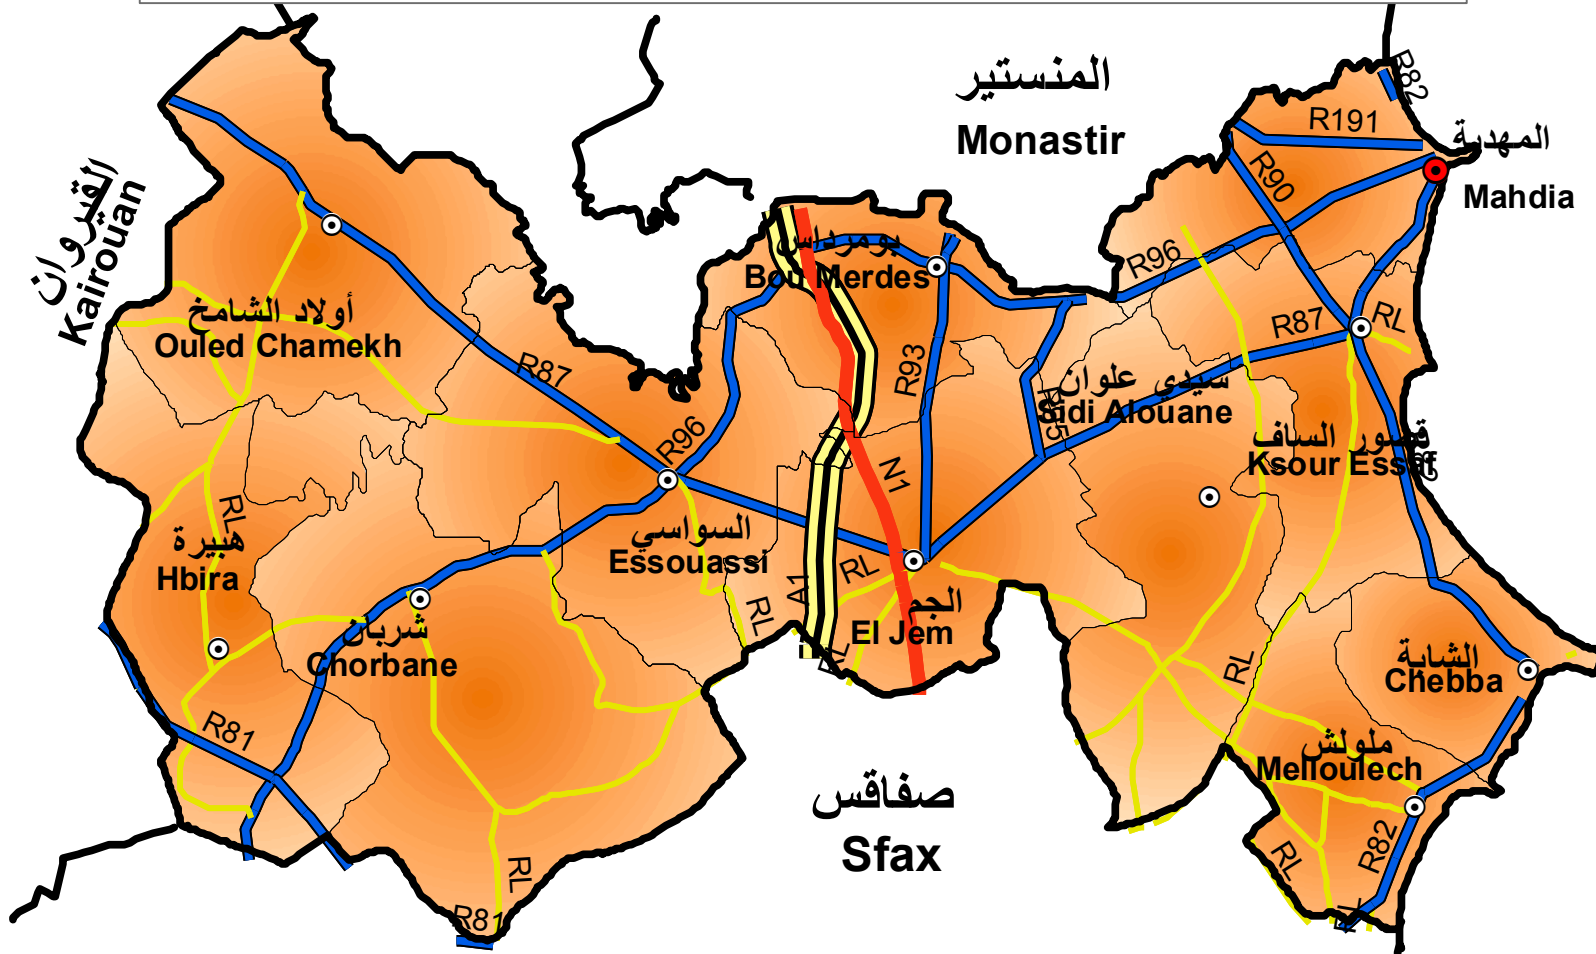 R82
المنستير
Monastir
R191
المهدية
Mahdia
R90
القيروان
Kairouan
بومرداس
Bou Merdes
R96
أولاد الشامخ
Ouled Chamekh
R87
RL
R87
R93
سيدي علوان
Sidi Alouane
R96
قصور الساف
Ksour Essaf
N1
RL
هبيرة
Hbira
السواسي
Essouassi
RL
A1
RL
الجم
El Jem
RL
شربان
Chorbane
RL
الشابة
Chebba
R81
ملولش
Melloulech
صفاقس
Sfax
R82
RL
RL
R81